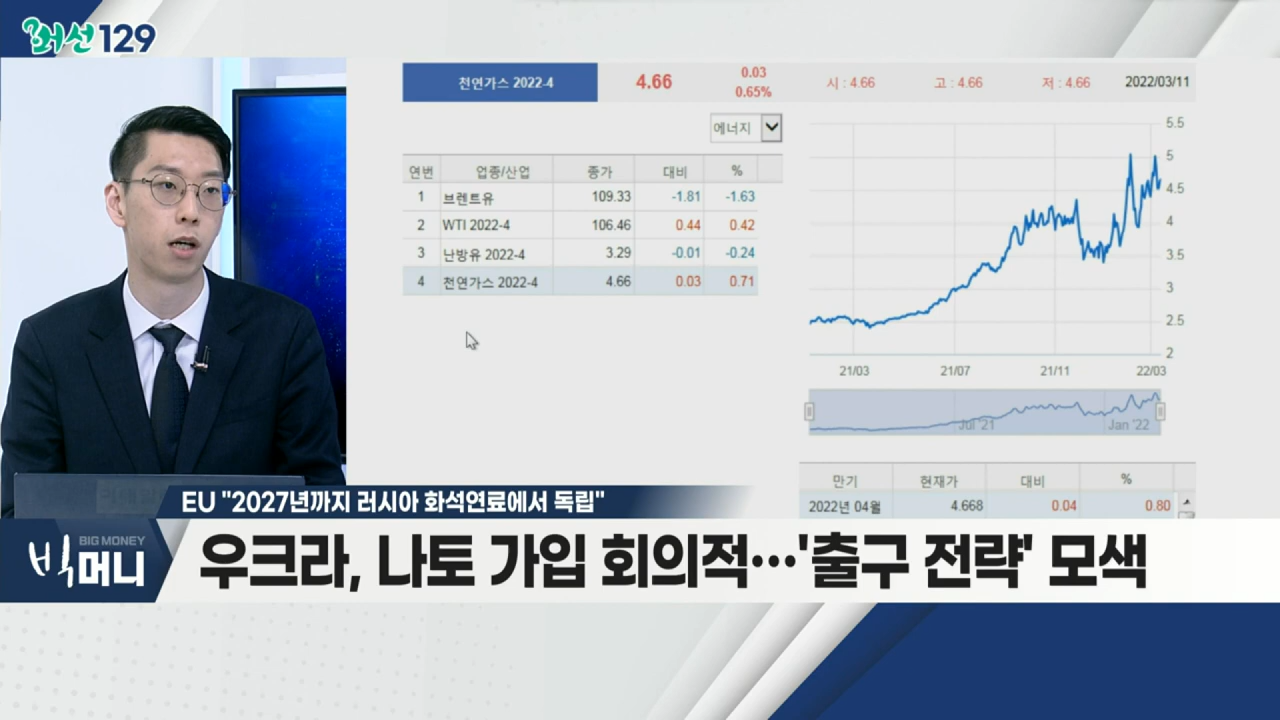 머선129
천연가스 2022-4 4.66 0.03 0.65% 시 : 4.66 고 : 4.66 저 : 4.66 2022/03/11
에너지
연번 업종/산업 종가 대비 %
1 브렌트유 109.33 -1.81 -1.63
2 WTI 2022-4 106.46 0.44 0.42
3 난방유 2022-4 3.29 -0.01 -0.24
4 천연가스 2022-4 4.66 0.03 0.71
5.5
5
4.5
4
3.5
3
2.5
2
21/03 21/07 21/11 22/03
Jul '21 Jan '22
만기 현재가 대비 %
2022년 04월 4.668 0.04 0.80
EU "2027년까지 러시아 화석연료에서 독립"
BIG MONEY
빅머니
우크라, 나토 가입 회의적…'출구 전략' 모색